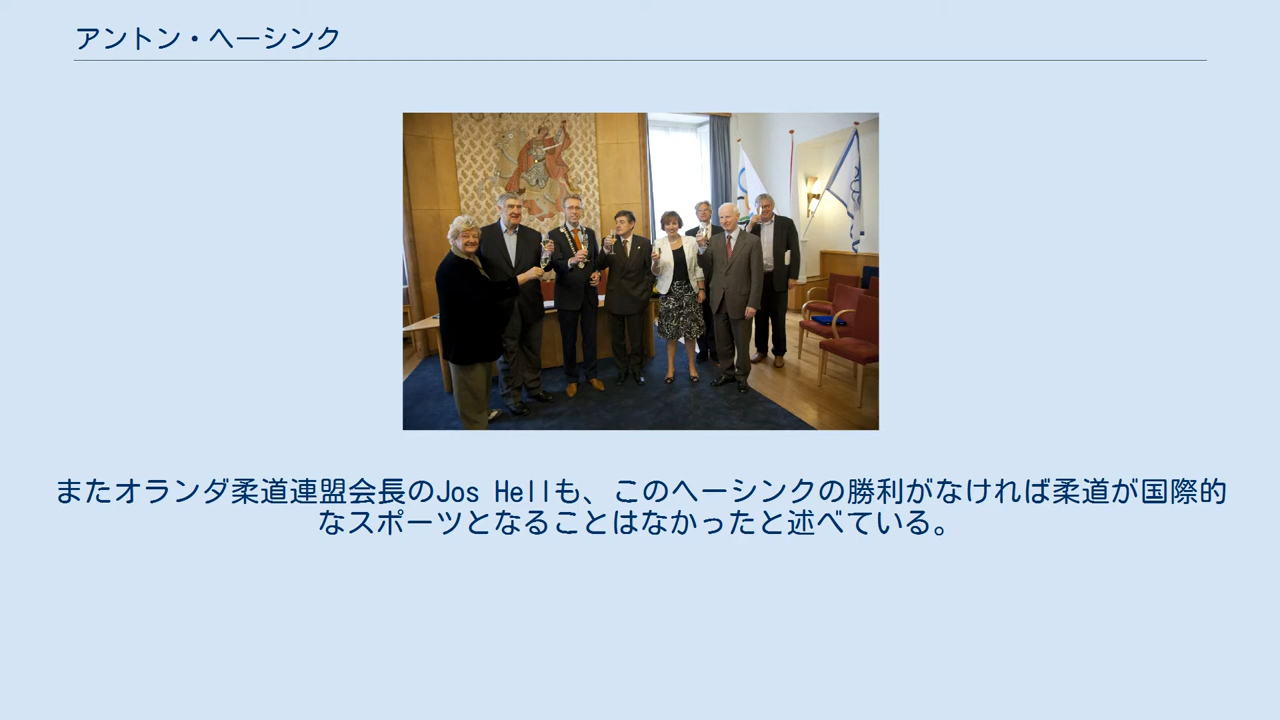 アントン・ヘーシンク
またオランダ柔道連盟会長のJos Hellも、このヘーシンクの勝利がなければ柔道が国際的
なスポーツとなることはなかったと述べている。